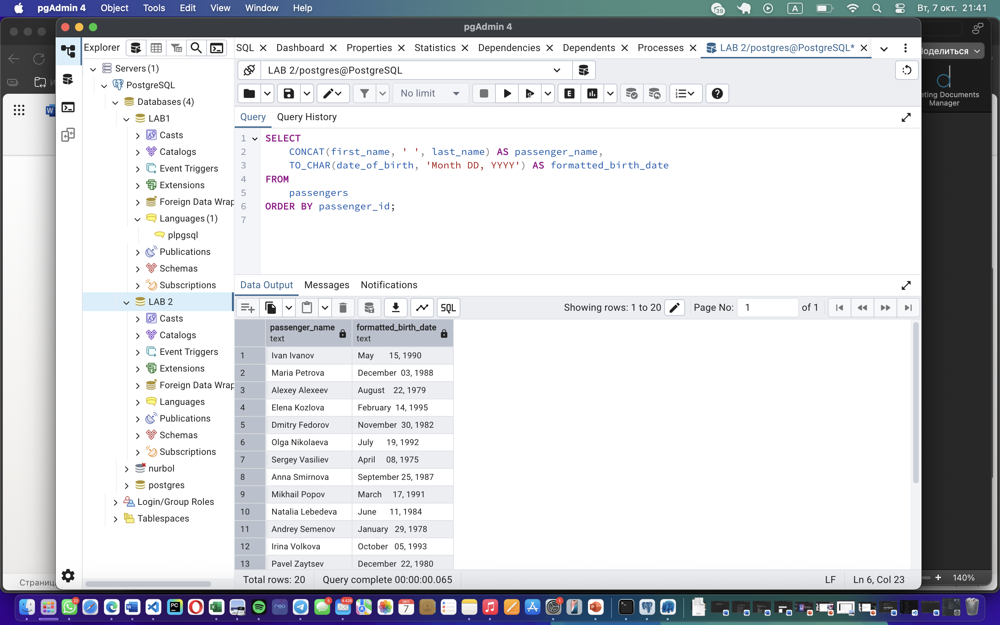 pgAdmin 4 Object Tools Edit View Window Help
39 A Вт, 7 окт. 21:41
pgAdmin 4
Explorer
SQL Dashboard Properties Statistics Dependencies Dependents Processes LAB 2/postgres@PostgreSQL*
LAB 2/postgres@PostgreSQL
No limit
Query Query History
Servers (1)
PostgreSQL
Databases (4)
LAB1
Casts
Catalogs
Event Triggers
Extensions
Foreign Data Wrap
Languages (1)
plpgsql
Publications
Schemas
Subscriptions
LAB 2
Casts
Catalogs
Event Triggers
Extensions
Foreign Data Wrap
Languages
Publications
Schemas
Subscriptions
nurbol
postgres
Login/Group Roles
Tablespaces
1 SELECT
2 CONCAT(first_name, ' ', last_name) AS passenger_name,
3 TO_CHAR(date_of_birth, 'Month DD, YYYY') AS formatted_birth_date
4 FROM
5 passengers
6 ORDER BY passenger_id;
7
Data Output Messages Notifications
SQL Showing rows: 1 to 20 Page No: 1 of 1
passenger_name formatted_birth_date
text text
1 Ivan Ivanov May 15, 1990
2 Maria Petrova December 03, 1988
3 Alexey Alexeev August 22, 1979
4 Elena Kozlova February 14, 1995
5 Dmitry Fedorov November 30, 1982
6 Olga Nikolaeva July 19, 1992
7 Sergey Vasiliev April 08, 1975
8 Anna Smirnova September 25, 1987
9 Mikhail Popov March 17, 1991
10 Natalia Lebedeva June 11, 1984
11 Andrey Semenov January 29, 1978
12 Irina Volkova October 05, 1993
13 Pavel Zaytsev December 22, 1980
Total rows: 20 Query complete 00:00:00.065 LF Ln 6, Col 23
оделиться
eting Documents
Manager
Страниц
140%
23 5 4 428 ОКТ. 7 1